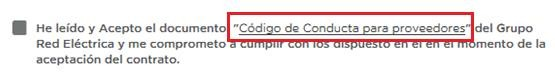 He leído y Acepto el documento "Código de Conducta para proveedores" del Grupo
Red Eléctrica y me comprometo a cumplir con los dispuesto en el en el momento de la
aceptación del contrato.